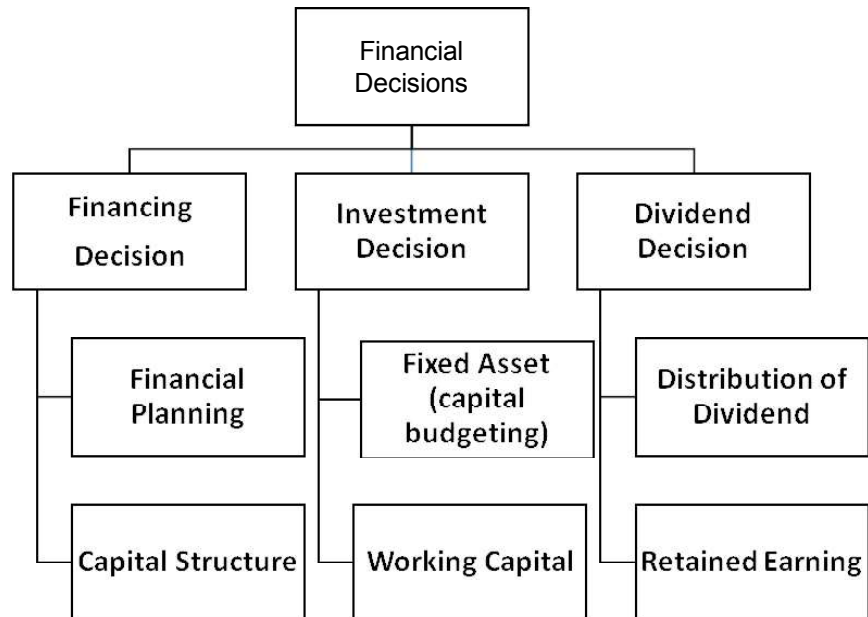 Financial
Decisions
Financing
Decision
Investment
Decision
Dividend
Decision
Financial
Planning
Fixed Asset
(capital
budgeting)
Distribution of
Dividend
Capital Structure
Working Capital
Retained Earning